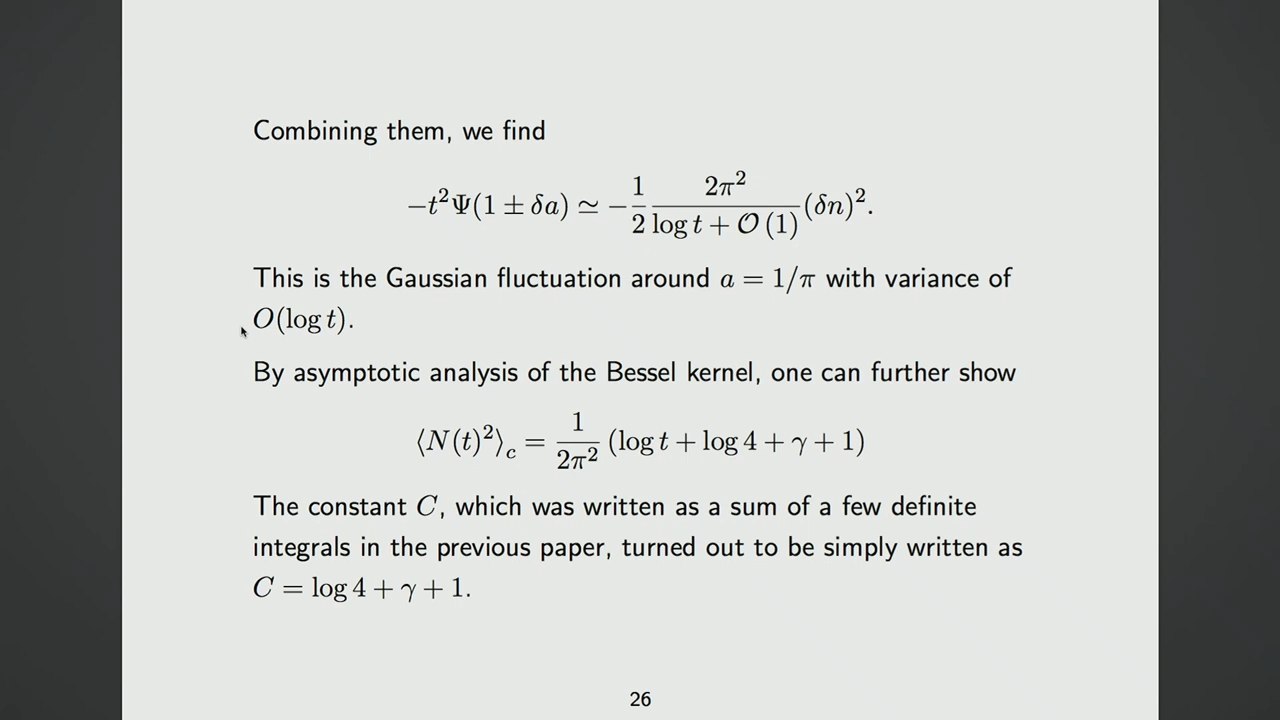 Combining them, we find
−t²Ψ(1 ± δa) ≃ −\frac{1}{2} \frac{2π²}{log t + 𝒪(1)} (δn)².
This is the Gaussian fluctuation around a = 1/π with variance of
O(log t).
By asymptotic analysis of the Bessel kernel, one can further show
⟨N(t)²⟩_c = \frac{1}{2π²} (log t + log 4 + γ + 1)
The constant C, which was written as a sum of a few definite
integrals in the previous paper, turned out to be simply written as
C = log 4 + γ + 1.
26